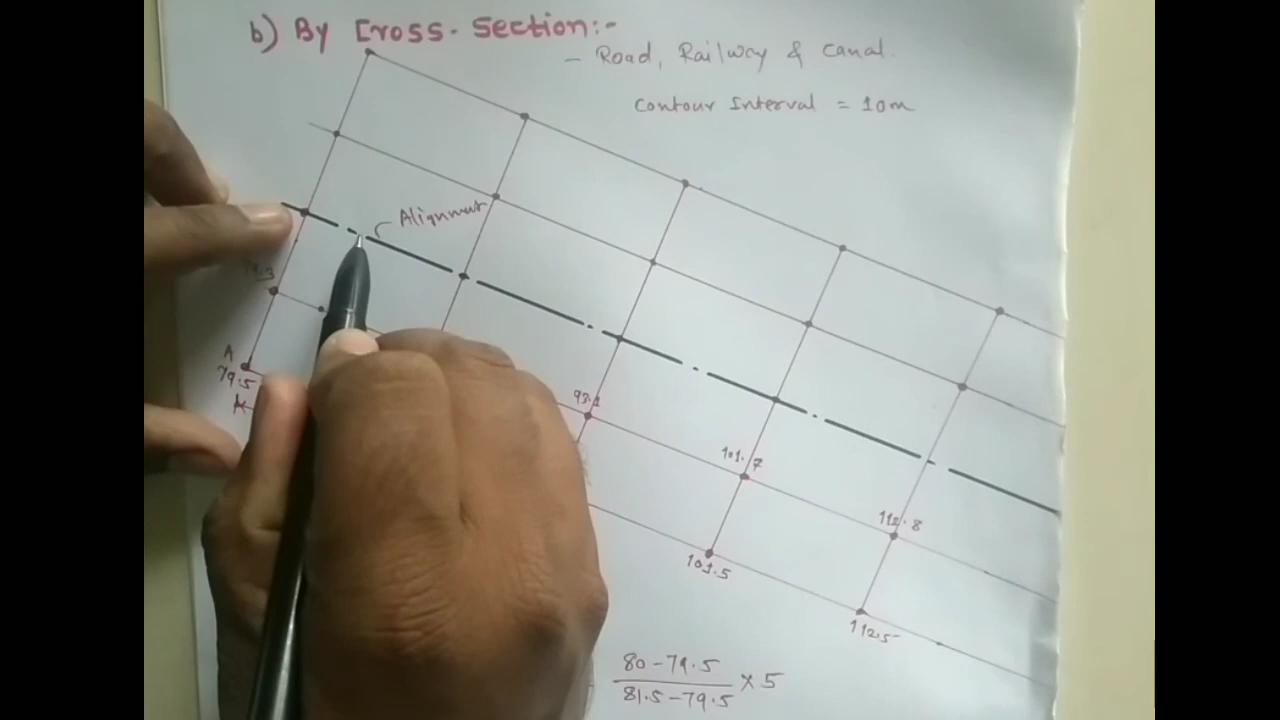 b) By Cross-Section:-
- Road, Railway & Canal.
Contour Interval = 10m
Alignment
A
79.5
93.1
101.7
112.8
101.5
112.5
80-79.5
81.5-79.5
× 5